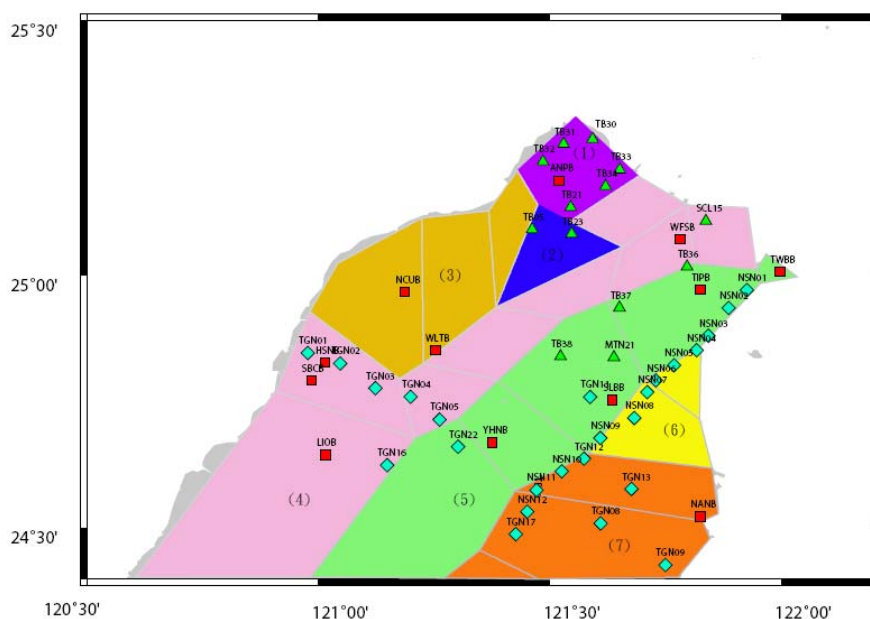 25°30'
TB30
TB31
TB32
(1)
TB33
ANPB
TB34
TB21
SCL15
TB35
TB23
WFSB
(2)
TB36
TWBB
25°00'
(3)
TIPB
NSN01
NCUB
NSN02
TB37
NSN03
TGN01
WLTB
NSN04
HSNB
TGN02
TB38
MTN21
NSN05
SBCB
NSN06
TGN03
NSN07
TGN04
TGN14
SLBB
TGN05
NSN08
YHNB
NSN09
(6)
LIOB
TGN22
TGN12
TGN16
NSN10
(4)
(5)
NSN11
TGN13
NSN12
NANB
24°30'
TGN17
TGN08
(7)
TGN09
120°30'
121°00'
121°30'
122°00'